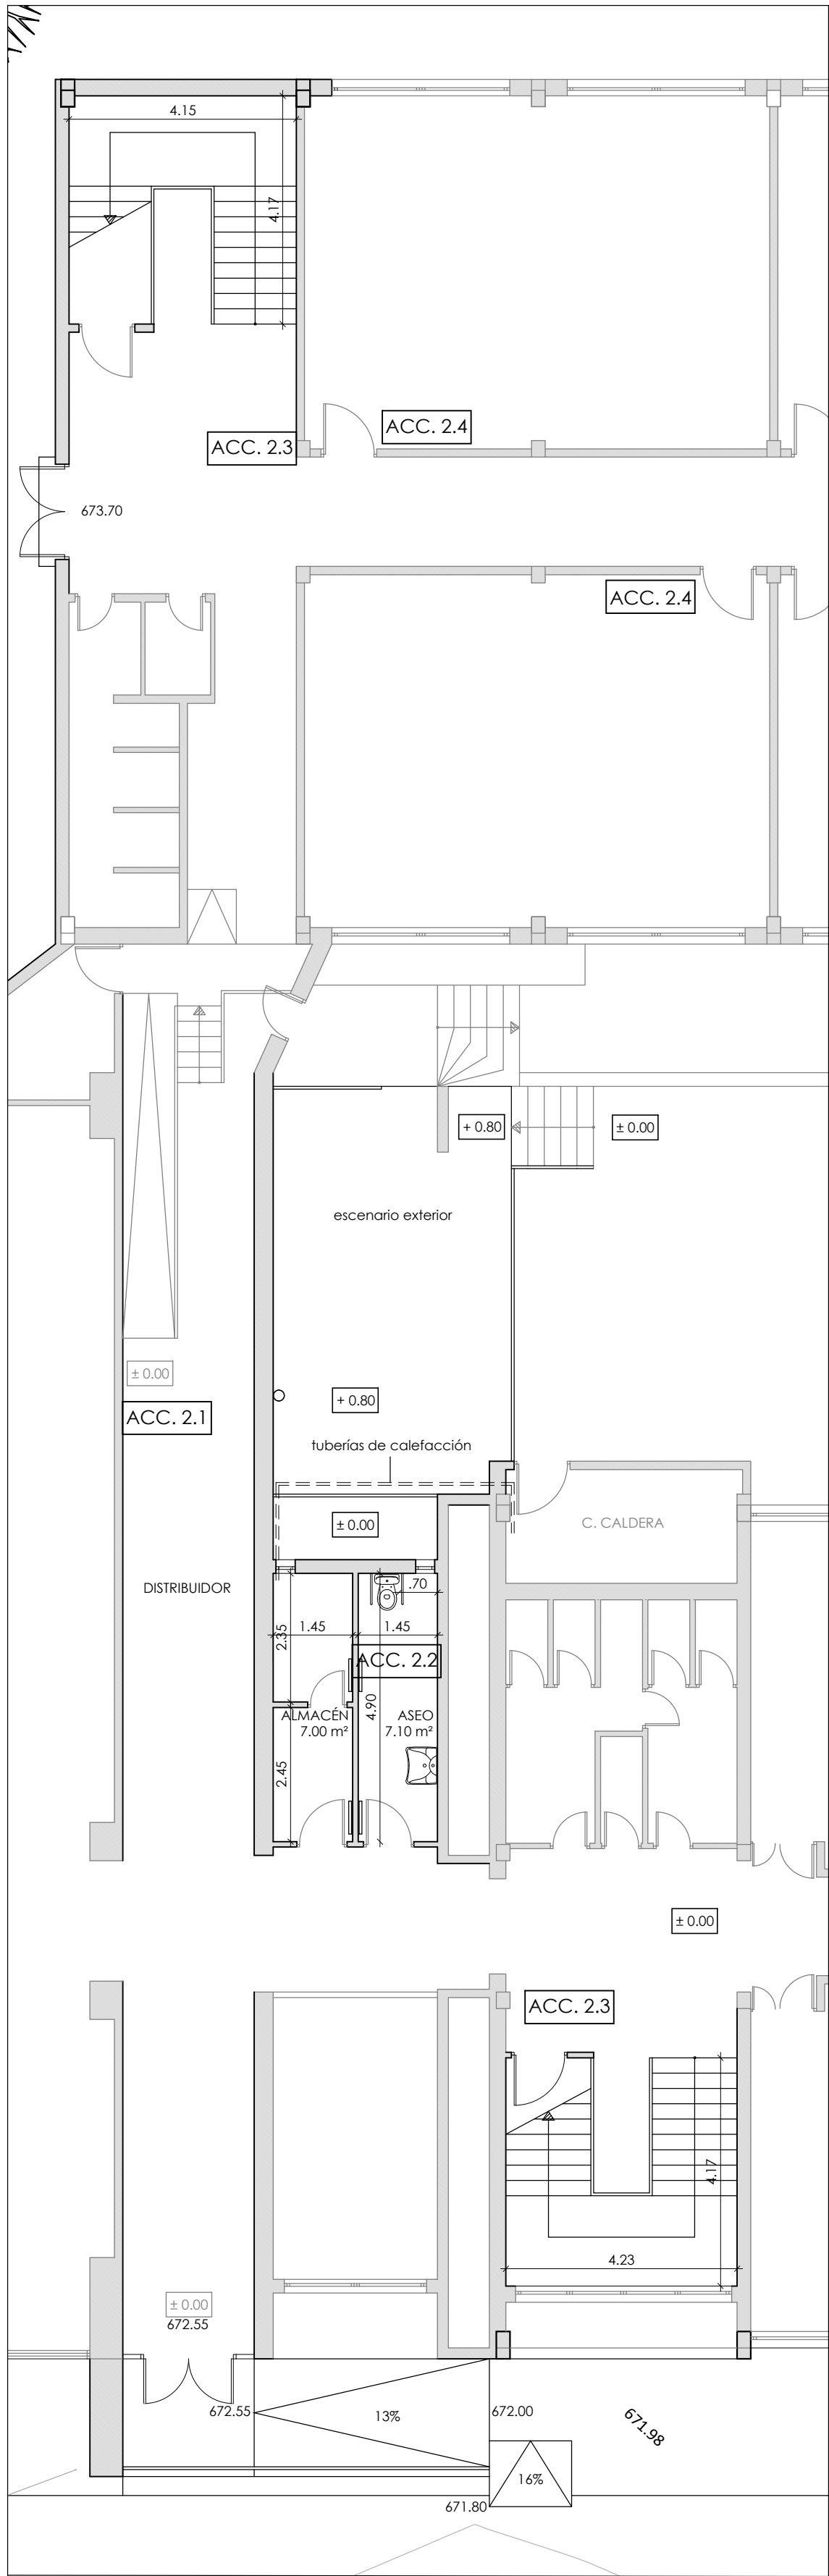 4.15
4.17
ACC. 2.4
ACC. 2.3
673.70
ACC. 2.4
+ 0.80
± 0.00
escenario exterior
± 0.00
+ 0.80
ACC. 2.1
tuberías de calefacción
± 0.00
C. CALDERA
DISTRIBUIDOR
.70
2.35
1.45
1.45
ACC. 2.2
4.90
ALMACÉN
7.00 m²
ASEO
7.10 m²
2.45
± 0.00
ACC. 2.3
4.17
4.23
± 0.00
672.55
672.55
13%
672.00
671.98
16%
671.80